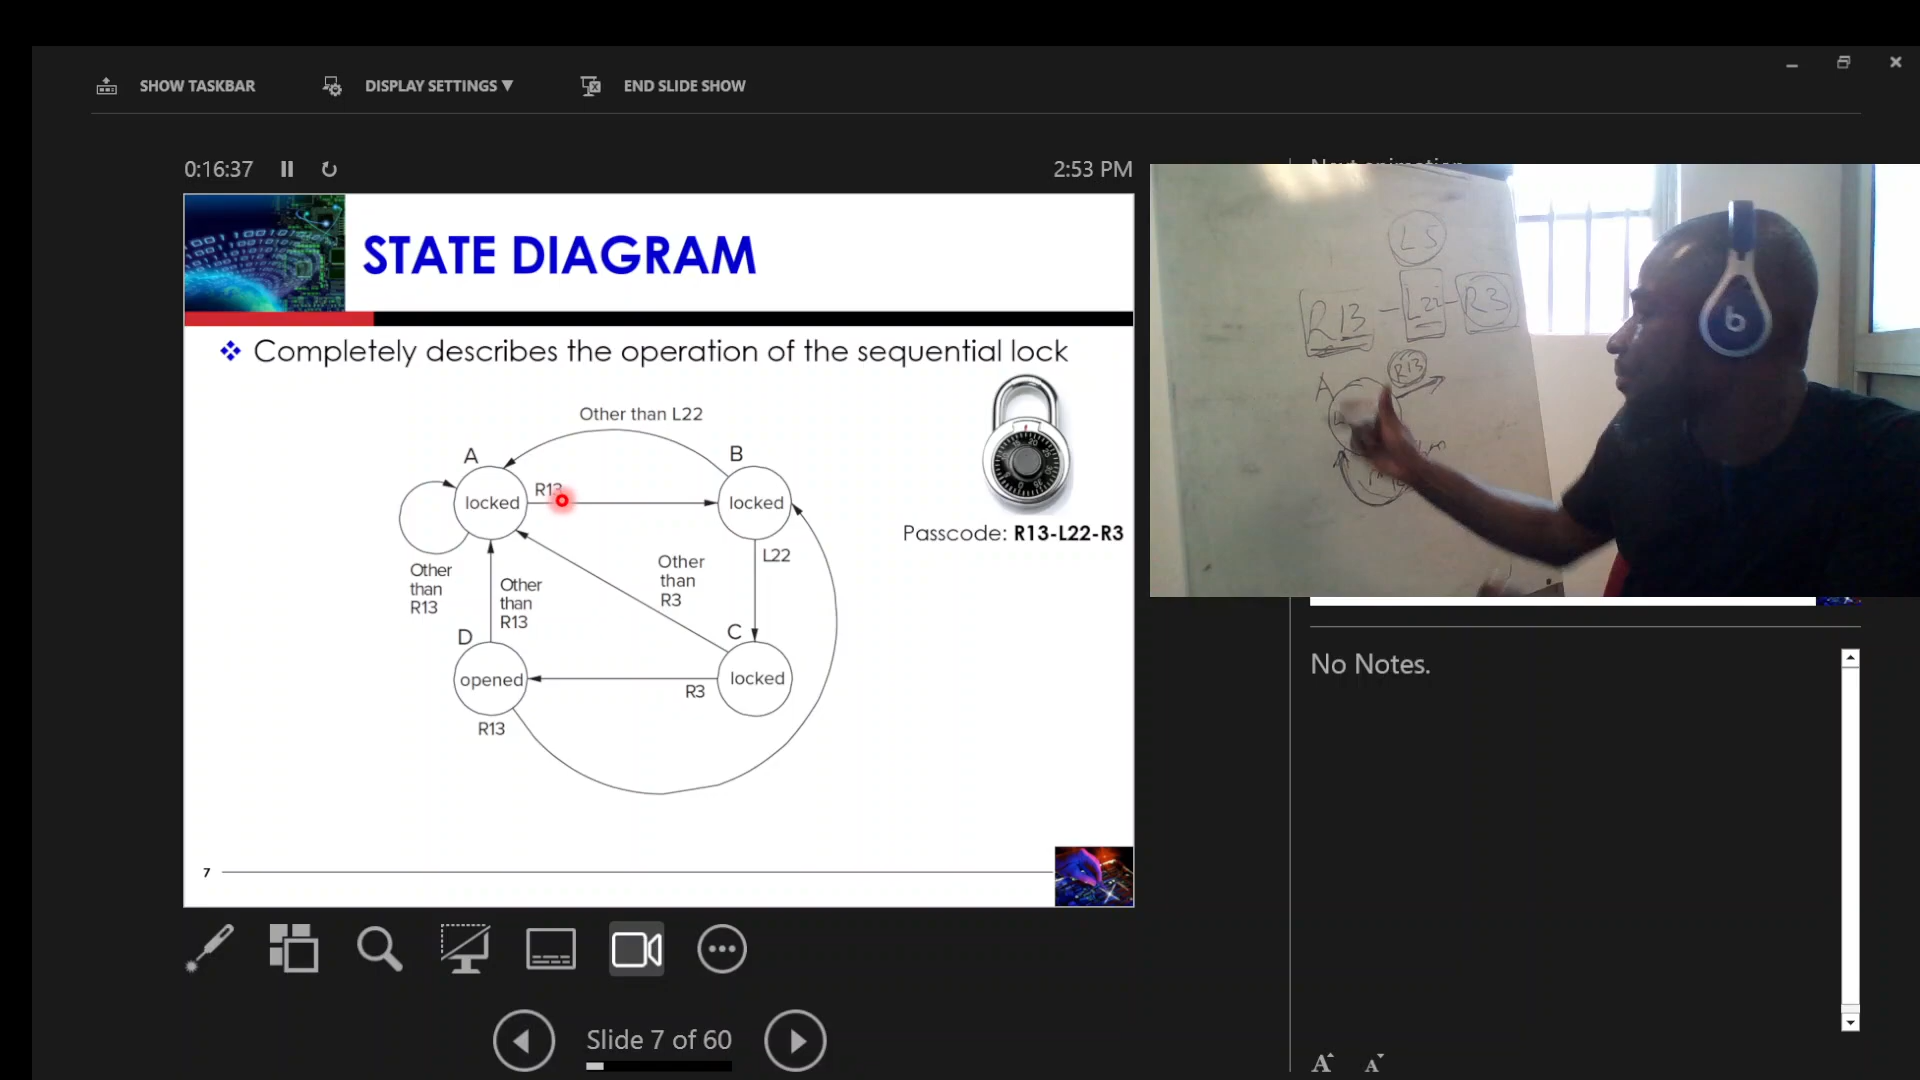 SHOW TASKBAR
DISPLAY SETTINGS ▼
END SLIDE SHOW
0:16:37
2:53 PM
STATE DIAGRAM
❖ Completely describes the operation of the sequential lock
Other than L22
A
B
locked
R13
locked
Passcode: R13-L22-R3
Other
than
R13
Other
than
R13
Other
than
R3
L22
D
C
opened
R3
locked
R13
7
L5
R13 - L22 - R3
A
R13
b
No Notes.
Slide 7 of 60
A
A